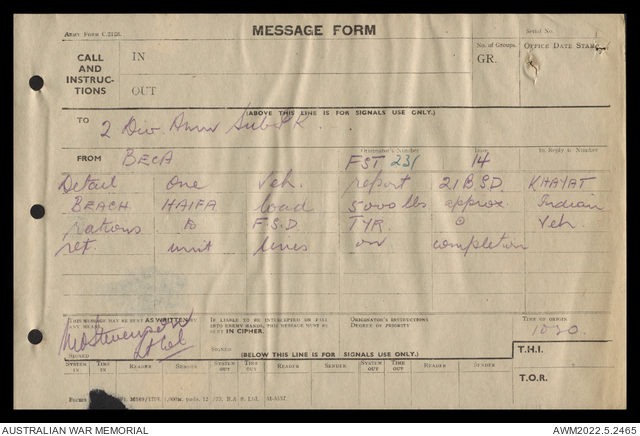 ARMY FORM C.2128.
MESSAGE FORM
Serial No.
CALL AND INSTRUCTIONS
IN
OUT
No. of Groups.
GR.
OFFICE DATE STAMP
(ABOVE THIS LINE IS FOR SIGNALS USE ONLY.)
TO 2 Div. Amn Sub Pk.
FROM BECA
Originator's Number FST 231
Date 14
In Reply to Number
Detail one Veh. report 21 BSD. KHAYAT
BEACH HAIFA load 5000 lbs approx. Indian
rations to F.S.D TYR. ⊙ Veh.
ret. unit lines on completion
THIS MESSAGE MAY BE SENT AS WRITTEN BY ANY MEANS.
IF LIABLE TO BE INTERCEPTED OR FALL INTO ENEMY HANDS, THIS MESSAGE MUST BE SENT IN CIPHER.
ORIGINATOR'S INSTRUCTIONS
DEGREE OF PRIORITY
TIME OF ORIGIN
1030.
Lt Col
SIGNED
SIGNED
(BELOW THIS LINE IS FOR SIGNALS USE ONLY.)
T.H.I.
SYSTEM IN TIME IN READER SENDER SYSTEM OUT TIME OUT READER SENDER SYSTEM OUT TIME OUT READER SENDER
T.O.R.
AUSTRALIAN WAR MEMORIAL
AWM2022.5.2465